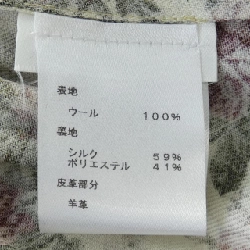 表地
ウール 100%
裏地
シルク 59%
ポリエステル 41%
皮革部分
羊革